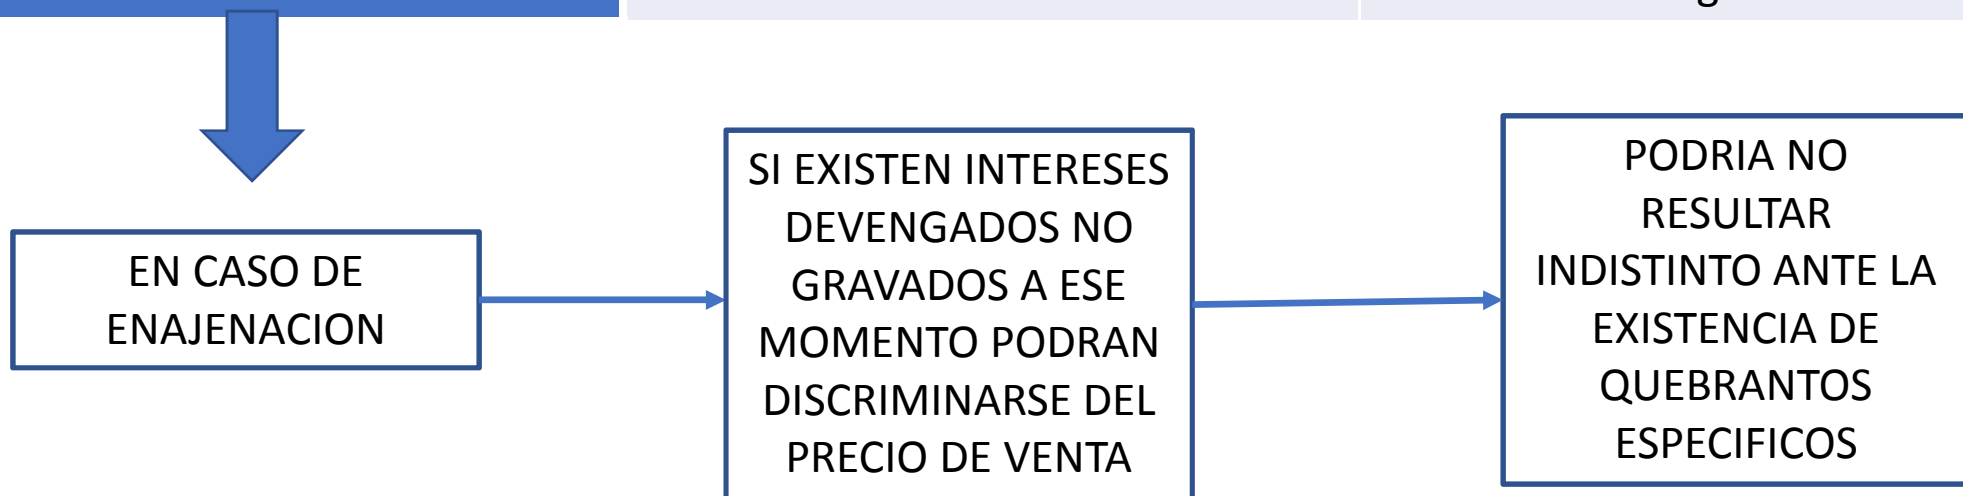 EN CASO DE
ENAJENACION
SI EXISTEN INTERESES
DEVENGADOS NO
GRAVADOS A ESE
MOMENTO PODRAN
DISCRIMINARSE DEL
PRECIO DE VENTA
PODRIA NO
RESULTAR
INDISTINTO ANTE LA
EXISTENCIA DE
QUEBRANTOS
ESPECIFICOS